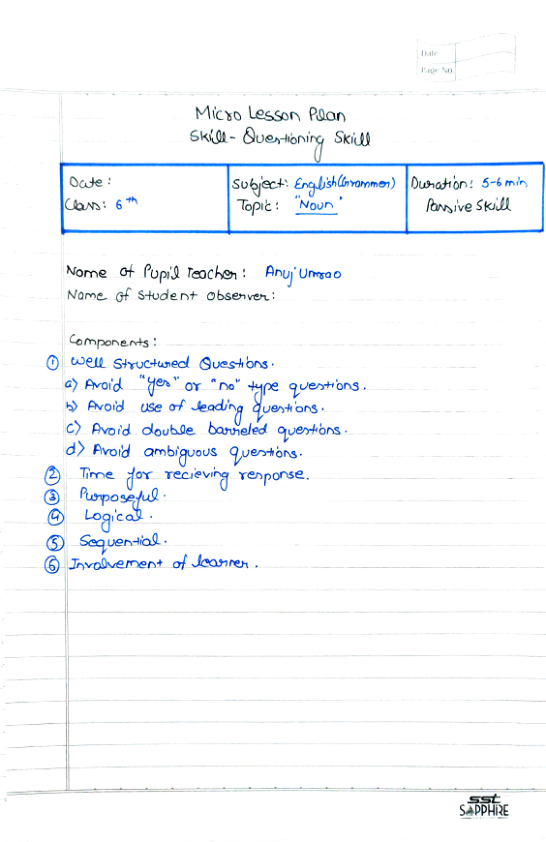 Date
Page No.
Micro Lesson Plan
Skill - Questioning Skill
Date :
Class : 6th
Subject : English(Grammer)
Topic : "Noun"
Duration : 5-6 min
Passive Skill
Name of Pupil Teacher : Anuj Umrao
Name of Student Observer :
Components :
① Well Structured Questions.
a) Avoid "Yes" or "no" type questions.
b) Avoid use of leading questions.
c) Avoid double barreled questions.
d) Avoid ambiguous questions.
② Time for recieving response.
③ Purposeful.
④ Logical.
⑤ Sequential.
⑥ Involvement of learner.
sst
SAPPHIRE